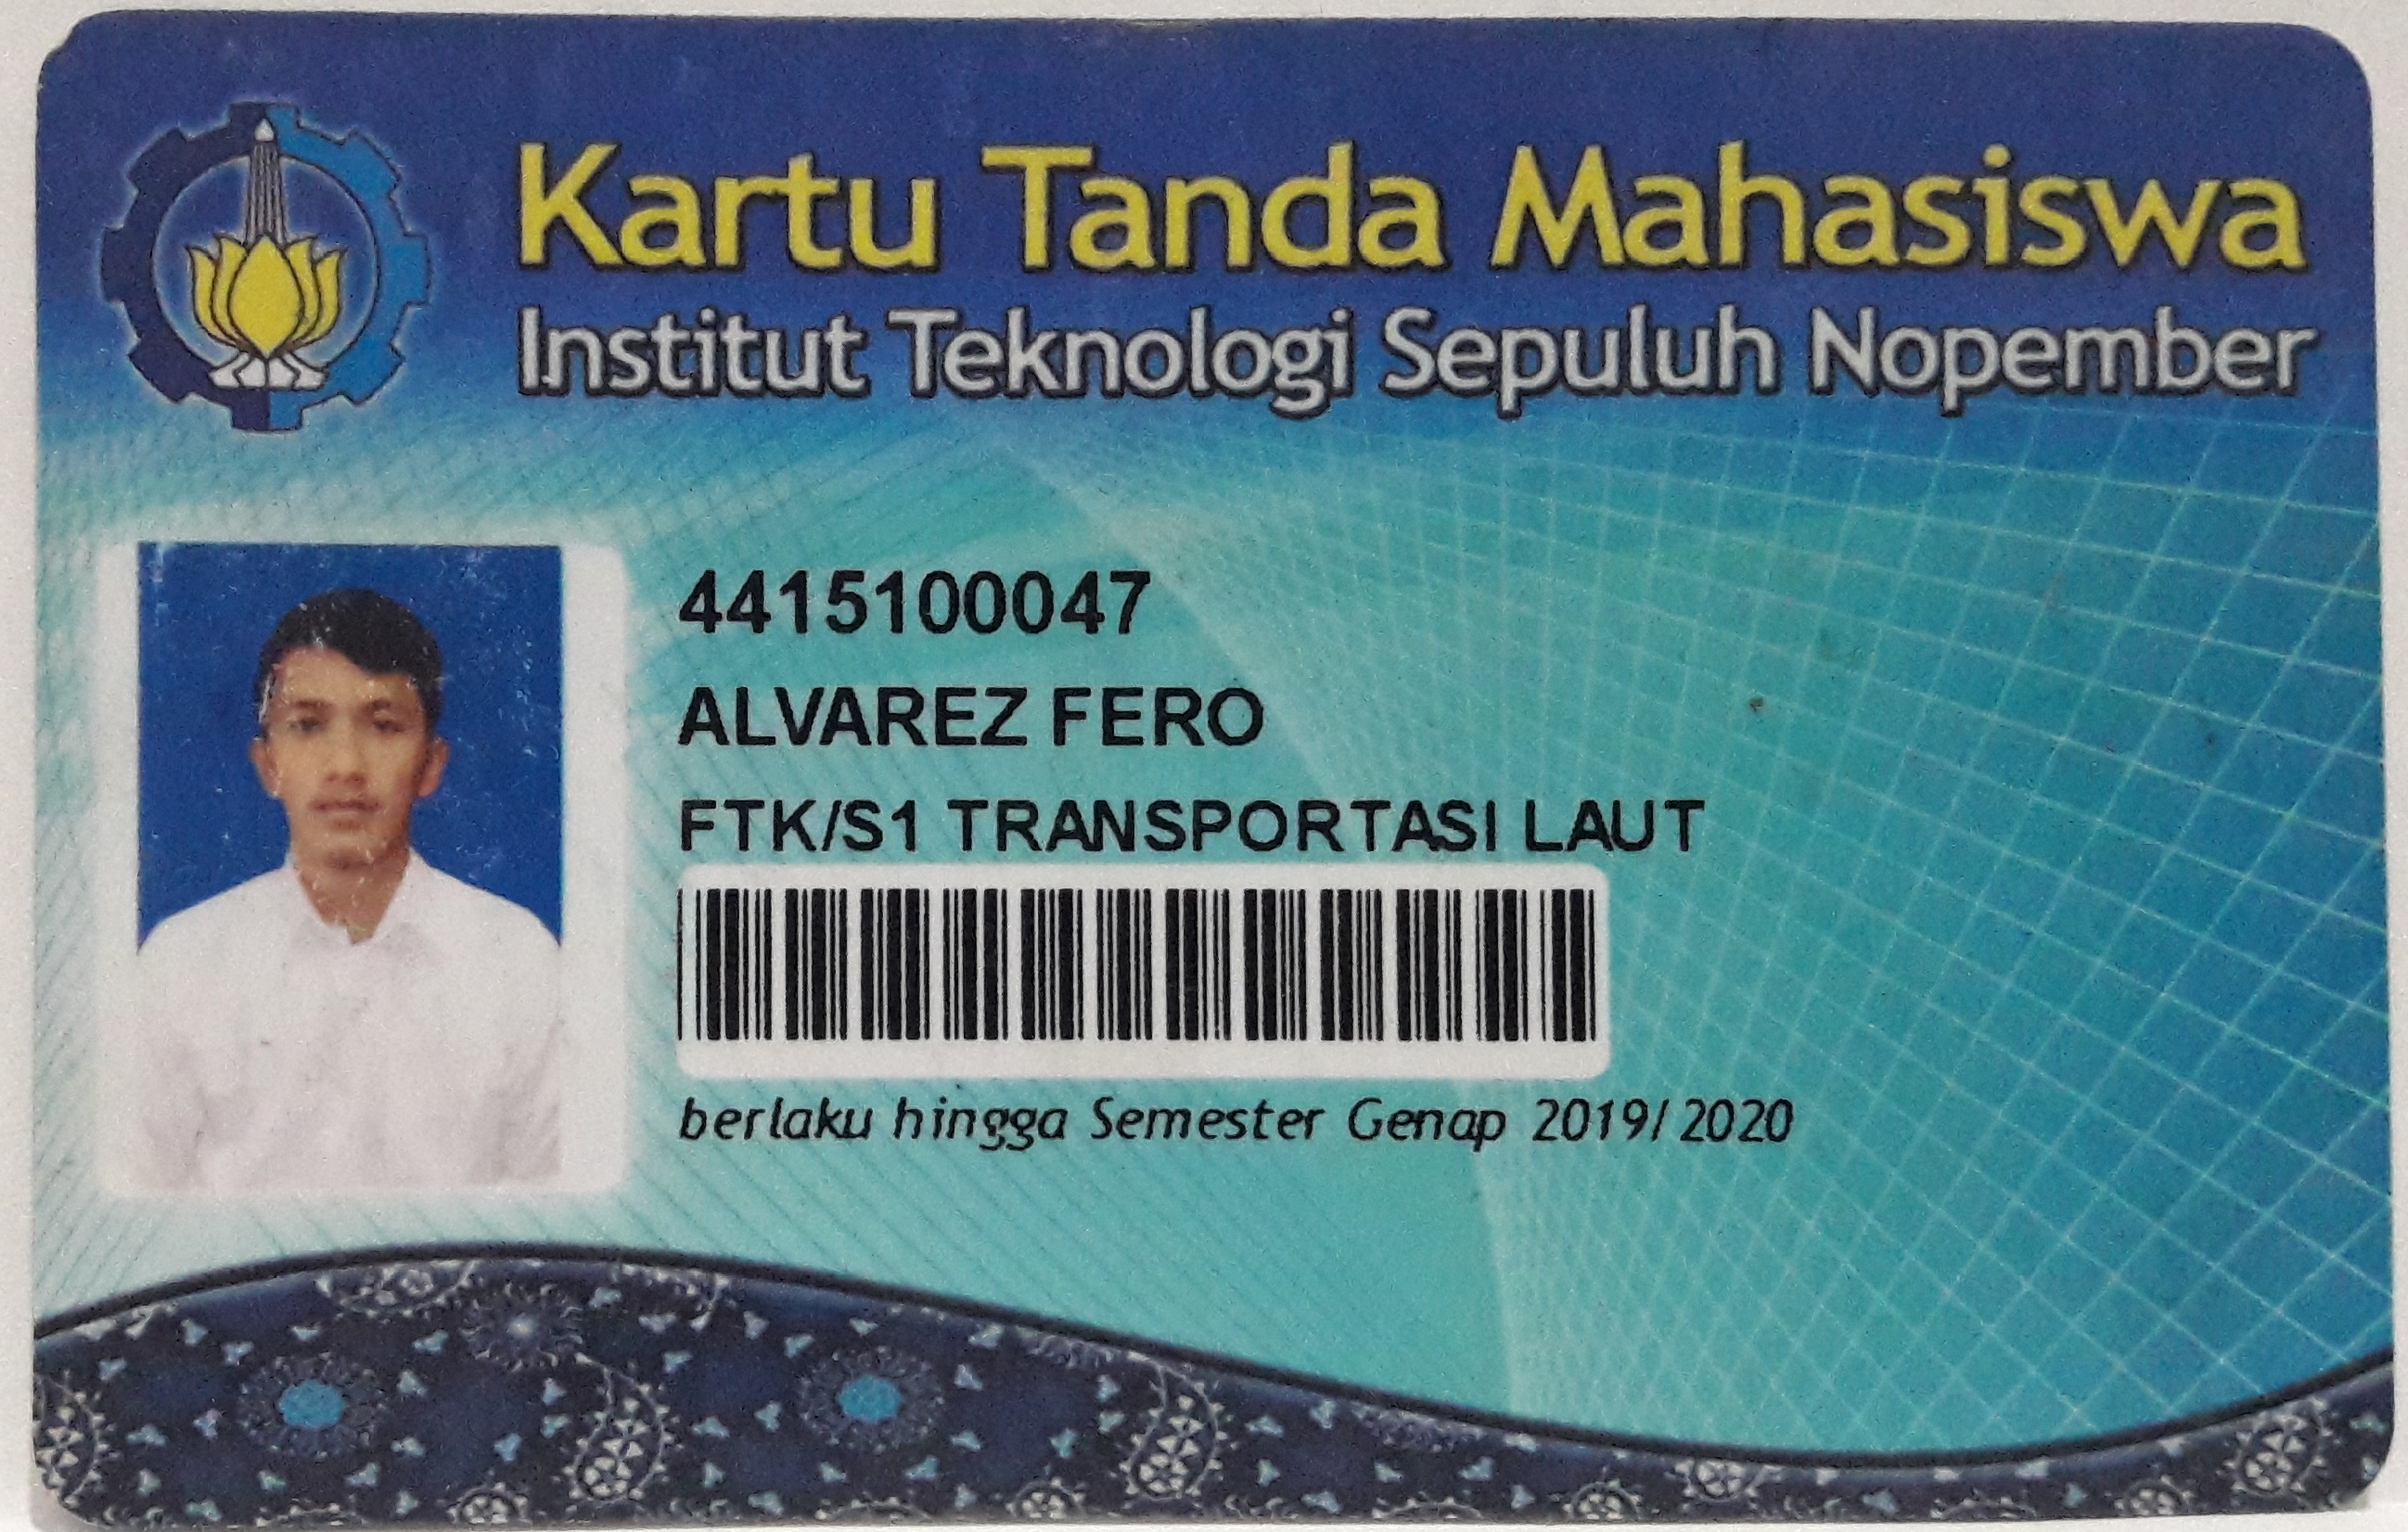 Kartu Tanda Mahasiswa
Institut Teknologi Sepuluh Nopember
4415100047
ALVAREZ FERO
FTK/S1 TRANSPORTASI LAUT
berlaku hingga Semester Genap 2019/2020